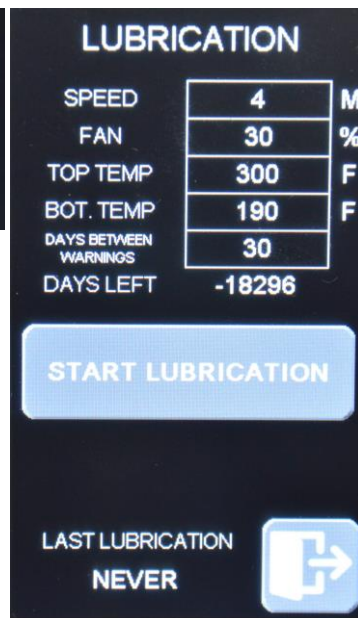 LUBRICATION
SPEED 4 M
FAN 30 %
TOP TEMP 300 F
BOT. TEMP 190 F
DAYS BETWEEN
WARNINGS 30
DAYS LEFT -18296
START LUBRICATION
LAST LUBRICATION
NEVER